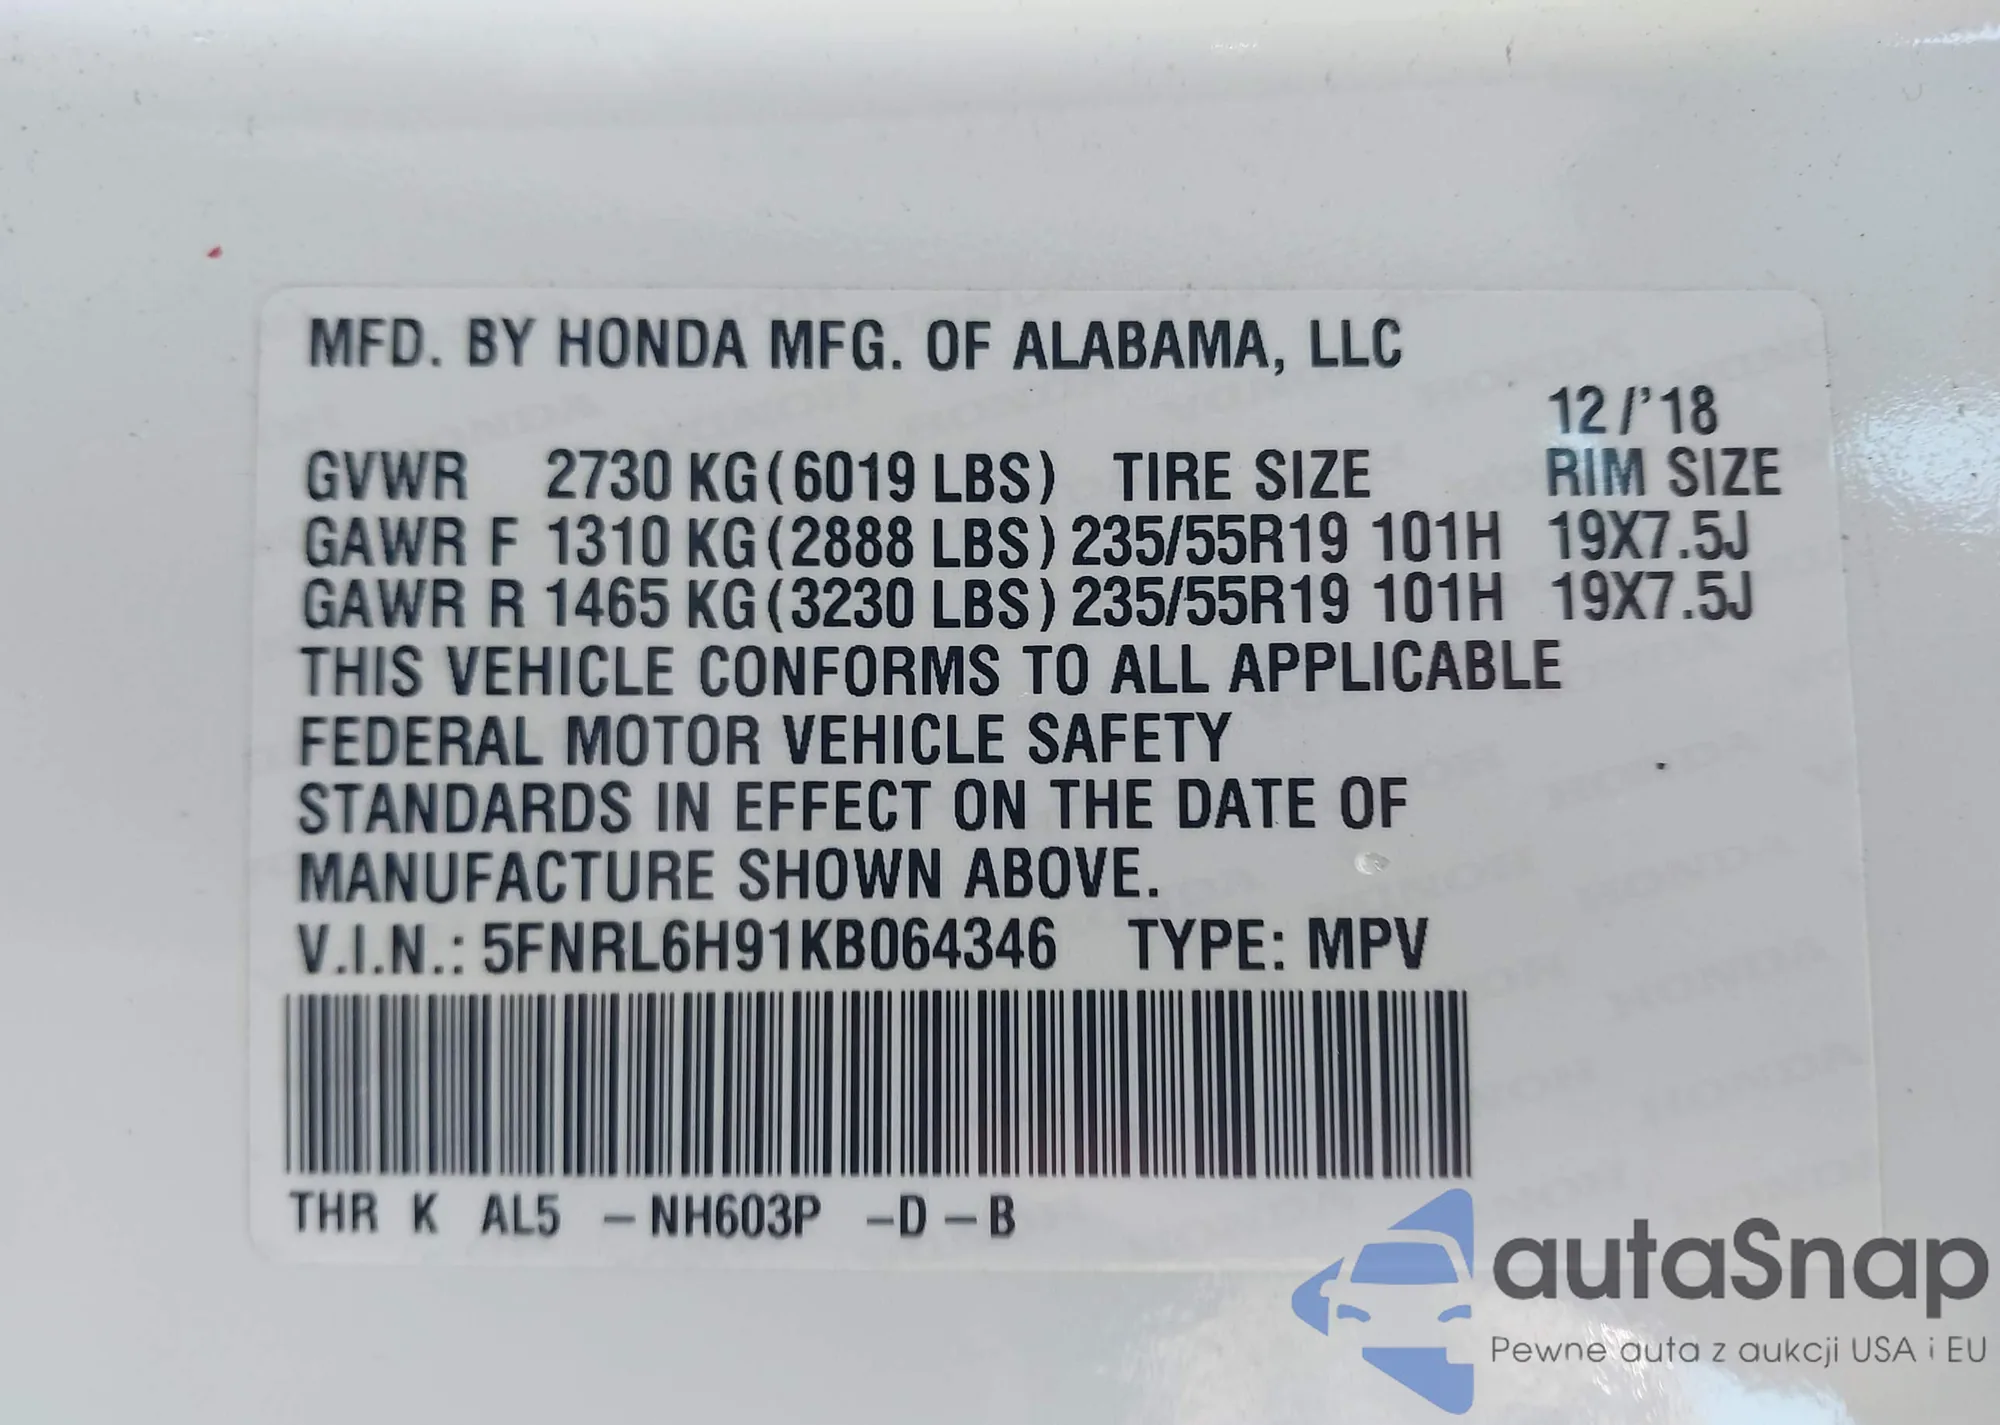 MFD. BY HONDA MFG. OF ALABAMA, LLC
12/'18
GVWR 2730 KG(6019 LBS) TIRE SIZE RIM SIZE
GAWR F 1310 KG(2888 LBS) 235/55R19 101H 19X7.5J
GAWR R 1465 KG(3230 LBS) 235/55R19 101H 19X7.5J
THIS VEHICLE CONFORMS TO ALL APPLICABLE
FEDERAL MOTOR VEHICLE SAFETY
STANDARDS IN EFFECT ON THE DATE OF
MANUFACTURE SHOWN ABOVE.
V.I.N.: 5FNRL6H91KB064346 TYPE: MPV
THR K AL5 –NH603P –D–B
autaSnap
Pewne auta z aukcji USA i EU